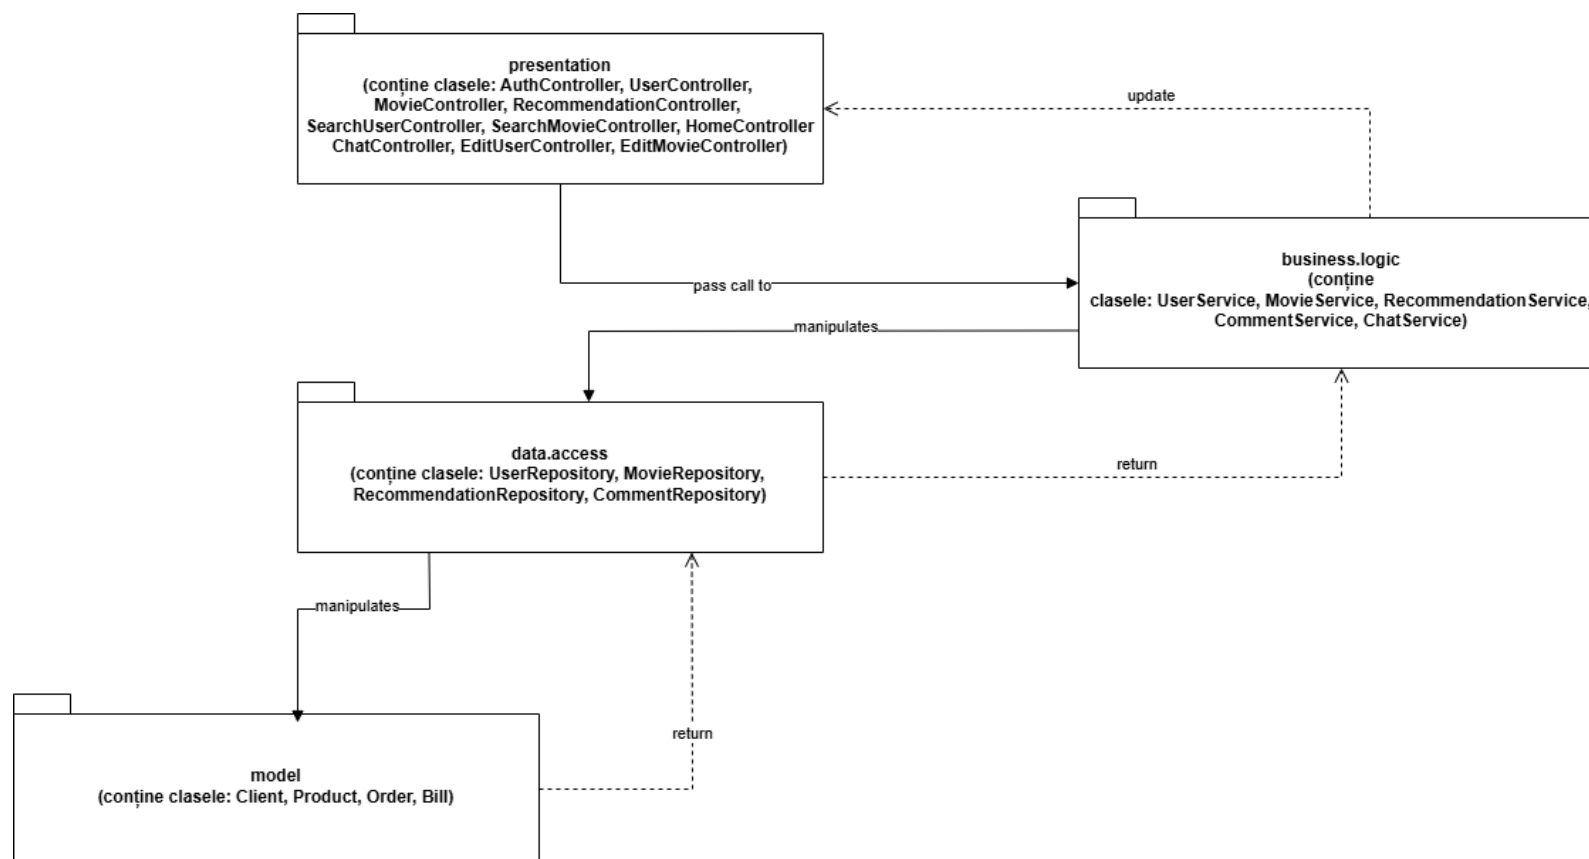 presentation
(conține clasele: AuthController, UserController,
MovieController, RecommendationController,
SearchUserController, SearchMovieController, HomeController
ChatController, EditUserController, EditMovieController)
update
business.logic
(conține
clasele: UserService, MovieService, RecommendationService,
CommentService, ChatService)
pass call to
manipulates
data.access
(conține clasele: UserRepository, MovieRepository,
RecommendationRepository, CommentRepository)
return
manipulates
return
model
(conține clasele: Client, Product, Order, Bill)